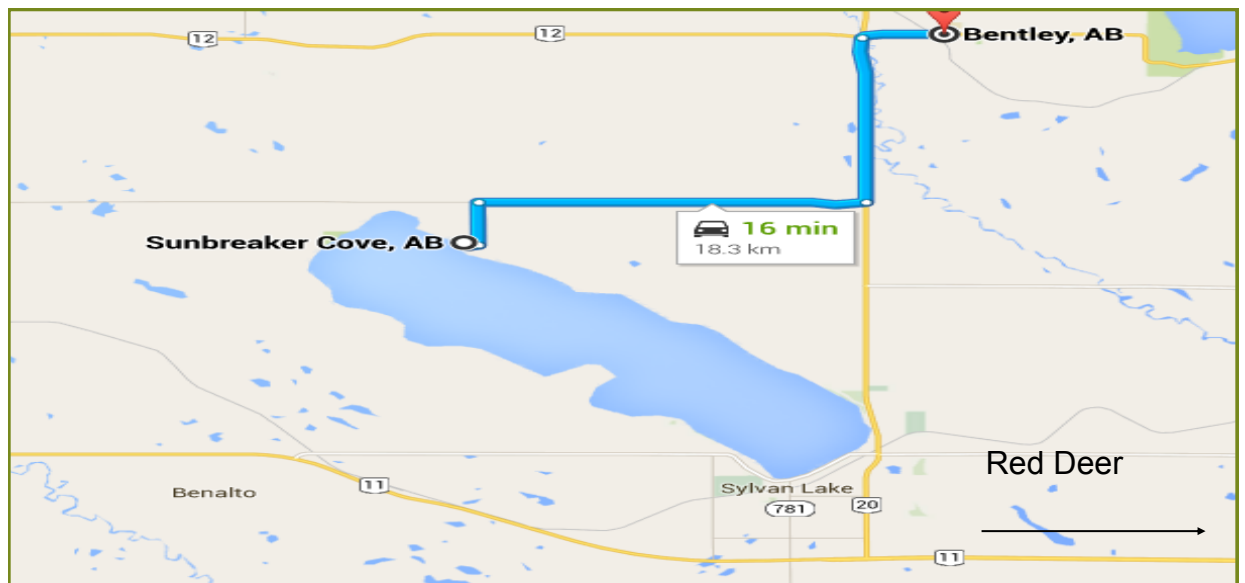 12
12
Bentley, AB
Sunbreaker Cove, AB
16 min
18.3 km
Red Deer
11
Benalto
Sylvan Lake
781
20
11